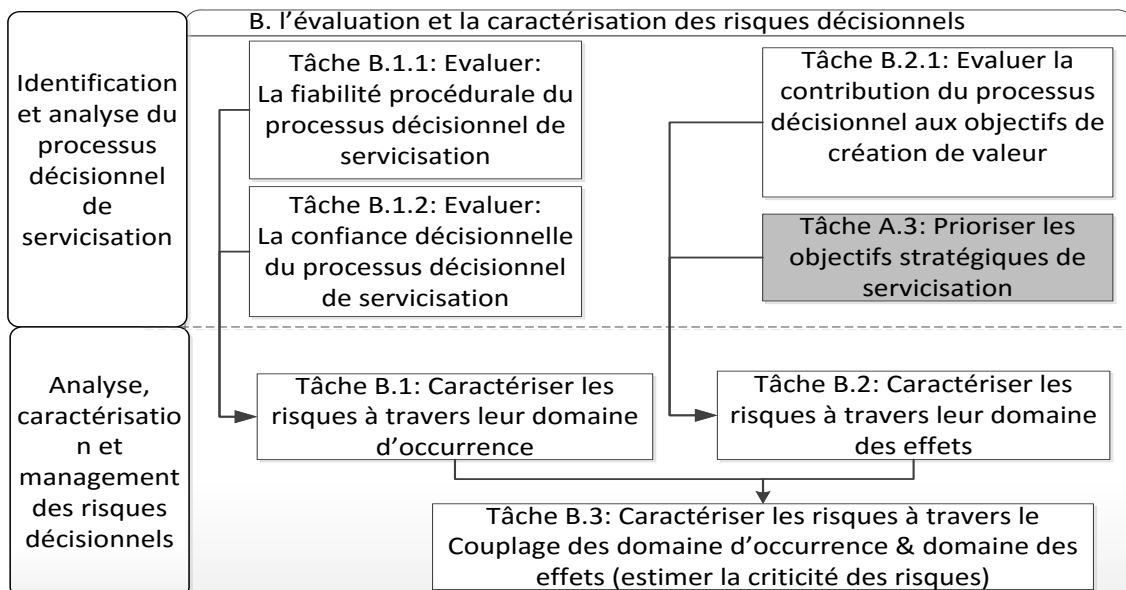 B. l’évaluation et la caractérisation des risques décisionnels
Identification
et analyse du
processus
décisionnel
de
servicisation
Tâche B.1.1: Evaluer:
La fiabilité procédurale du
processus décisionnel de
servicisation
Tâche B.1.2: Evaluer:
La confiance décisionnelle
du processus décisionnel
de servicisation
Tâche B.2.1: Evaluer la
contribution du processus
décisionnel aux objectifs de
création de valeur
Tâche A.3: Prioriser les
objectifs stratégiques de
servicisation
Analyse,
caractérisatio
n et
management
des risques
décisionnels
Tâche B.1: Caractériser les
risques à travers leur domaine
d’occurrence
Tâche B.2: Caractériser les
risques à travers leur domaine
des effets
Tâche B.3: Caractériser les risques à travers le
Couplage des domaine d’occurrence & domaine des
effets (estimer la criticité des risques)